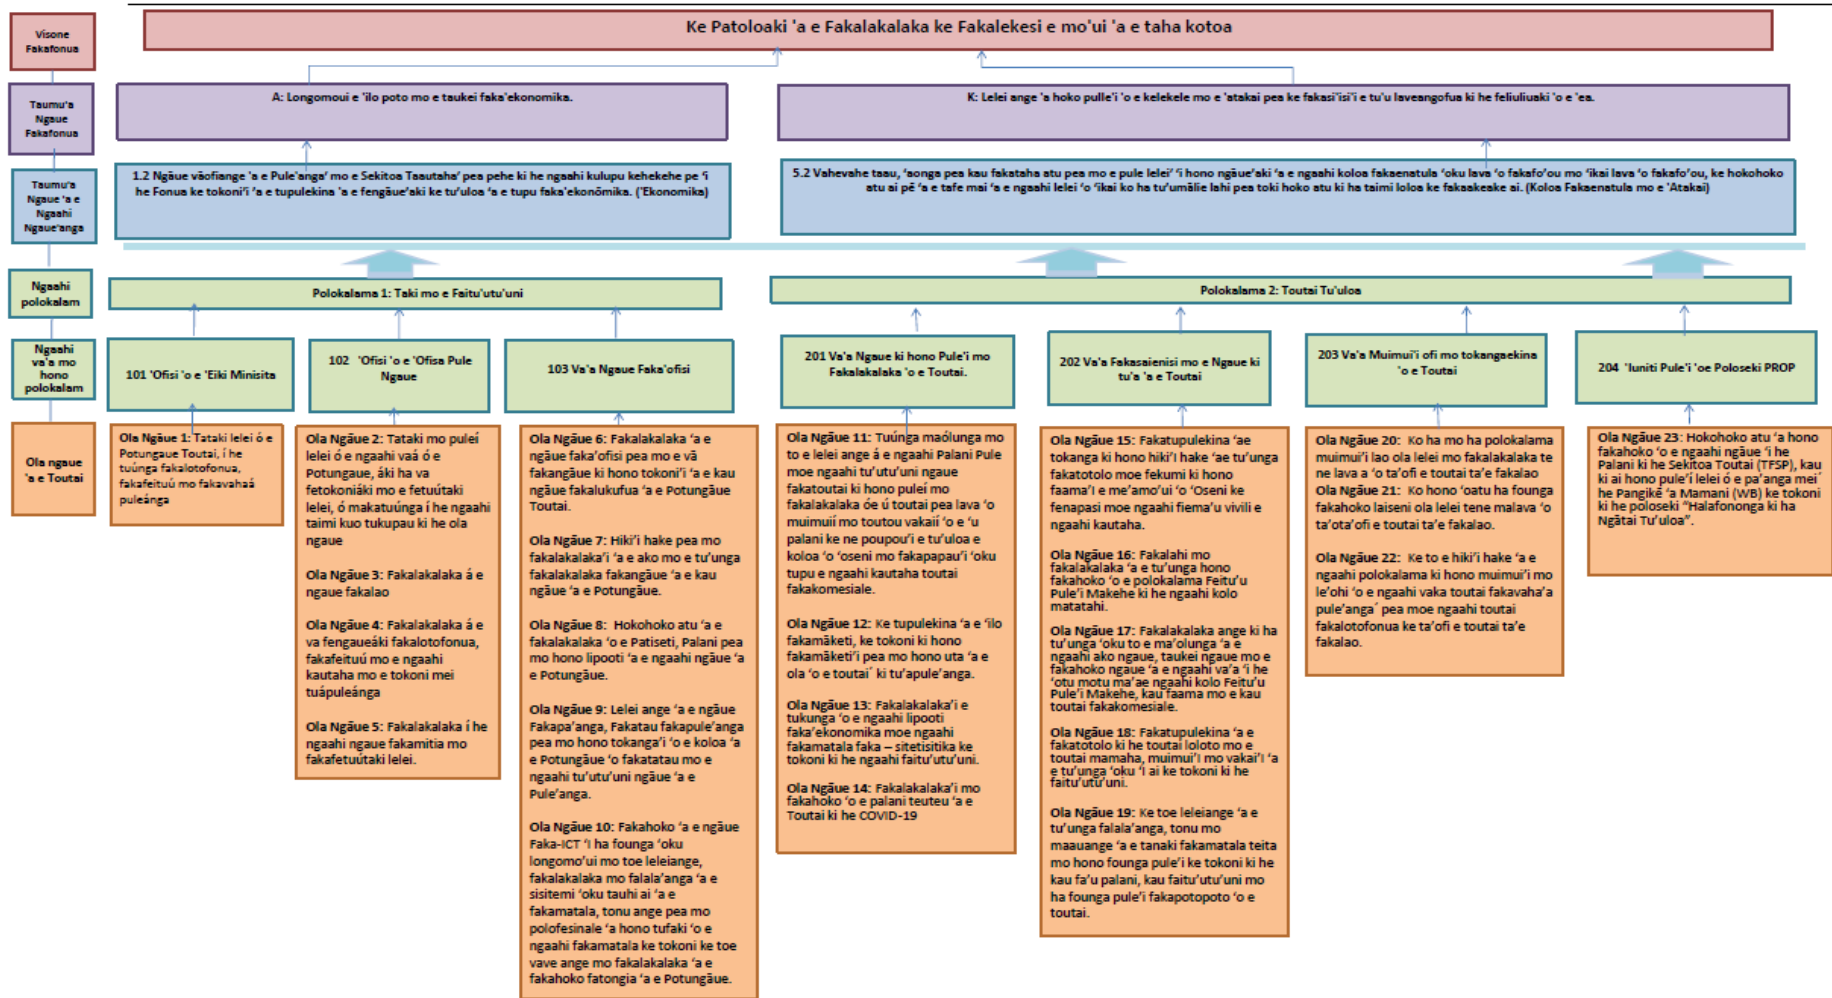 Visone
Fakafonua
Ke Patoloaki 'a e Fakalakalaka ke Fakalekesi e mo'ui 'a e taha kotoa
Taumu'a
Ngaue
Fakafonua
A: Longomoui e 'ilo poto mo e taukei faka'ekonomika.
K: Lelei ange 'a hoko pulle'i 'o e kelekele mo e 'atakai pea ke fakasi'isi'i e tu'u laveangofua ki he feliuliuaki 'o e 'ea.
Taumu'a
Ngaue 'a e
Ngaahi
Ngaue'anga
1.2 Ngāue vāofiange 'a e Pule'anga' mo e Sekitoa Taautaha' pea pehe ki he ngaahi kulupu kehekehe pe 'i
he Fonua ke tokoni'i 'a e tupulekina 'a e fengāue'aki ke tu'uloa 'a e tupu faka'ekonōmika. ('Ekonomika)
5.2 Vahevahe taau, 'aonga pea kau fakataha atu pea mo e pule lelei' 'i hono ngāue'aki 'a e ngaahi koloa fakaenatula 'oku lava 'o fakafo'ou mo 'ikai lava 'o fakafo'ou, ke hokohoko
atu ai pē 'a e tafe mai 'a e ngaahi lelei 'o 'ikai ko ha tu'umālie lahi pea toki hoko atu ki ha taimi loloa ke fakaakeake ai. (Koloa Fakaenatula mo e 'Atakai)
Ngaahi
polokalam
Polokalama 1: Taki mo e Faitu'utu'uni
Polokalama 2: Toutai Tu'uloa
Ngaahi
va'a mo
hono
polokalam
101 'Ofisi 'o e 'Eiki Minisita
102 'Ofisi 'o e 'Ofisa Pule
Ngaue
103 Va'a Ngaue Faka'ofisi
201 Va'a Ngaue ki hono Pule'i mo
Fakalakalaka 'o e Toutai.
202 Va'a Fakasaienisi mo e Ngaue ki
tu'a 'a e Toutai
203 Va'a Muimui'i ofi mo tokangaekina
'o e Toutai
204 'Iuniti Pule'i 'oe Poloseki PROP
Ola ngaue
'a e Toutai
Ola Ngāue 1: Tataki lelei ó e
Potungaue Toutai, í he
tuúnga fakalotofonua,
fakafeituú mo fakavahaá
puleánga
Ola Ngāue 2: Tataki mo puleí
lelei ó e ngaahi vaá ó e
Potungaue, áki ha va
fetokoniáki mo e fetuútaki
lelei, ó makatuúnga í he ngaahi
taimi kuo tukupau ki he ola
ngaue
Ola Ngāue 3: Fakalakalaka á e
ngaue fakalao
Ola Ngāue 4: Fakalakalaka á e
va fengaueáki fakalotofonua,
fakafeituú mo e ngaahi
kautaha mo e tokoni mei
tuápuleánga
Ola Ngāue 5: Fakalakalaka í he
ngaahi ngaue fakamitia mo
fakafetuútaki lelei.
Ola Ngāue 6: Fakalakalaka 'a e
ngāue faka'ofisi pea mo e vā
fakangāue ki hono tokoni'i 'a e kau
ngāue fakalukufua 'a e Potungāue
Toutai.
Ola Ngāue 7: Hiki'i hake pea mo
fakalakalaka'i 'a e ako mo e tu'unga
fakalakalaka fakangāue 'a e kau
ngāue 'a e Potungāue.
Ola Ngāue 8: Hokohoko atu 'a e
fakalakalaka 'o e Patiseti, Palani pea
mo hono lipooti 'a e ngaahi ngāue 'a
e Potungāue.
Ola Ngāue 9: Lelei ange 'a e ngāue
Fakapa'anga, Fakatau fakapule'anga
pea mo hono tokanga'i 'o e koloa 'a
e Potungāue 'o fakatatau mo e
ngaahi tu'utu'uni ngāue 'a e
Pule'anga.
Ola Ngāue 10: Fakahoko 'a e ngāue
Faka-ICT 'I ha founga 'oku
longomo'ui mo toe leleiange,
fakalakalaka mo falala'anga 'a e
sisitemi 'oku tauhi ai 'a e
fakamatala, tonu ange pea mo
polofesinale 'a hono tufaki 'o e
ngaahi fakamatala ke tokoni ke toe
vave ange mo fakalakalaka 'a e
fakahoko fatongia 'a e Potungāue.
Ola Ngāue 11: Tuúnga maólunga mo
to e lelei ange á e ngaahi Palani Pule
moe ngaahi tu'utu'uni ngaue
fakatoutai ki hono puleí mo
fakalakalaka óe ú toutai pea lava 'o
muimuií mo toutou vakaií 'o e 'u
palani ke ne poupou'i e tu'uloa e
koloa 'o 'oseni mo fakapapau'i 'oku
tupu e ngaahi kautaha toutai
fakakomesiale.
Ola Ngāue 12: Ke tupulekina 'a e 'ilo
fakamāketi, ke tokoni ki hono
fakamāketi'i pea mo hono uta 'a e
ola 'o e toutai´ ki tu'apule'anga.
Ola Ngāue 13: Fakalakalaka'i e
tukunga 'o e ngaahi lipooti
faka'ekonomika moe ngaahi
fakamatala faka – sitetisitika ke
tokoni ki he ngaahi faitu'utu'uni.
Ola Ngāue 14: Fakalakalaka'i mo
fakahoko 'o e palani teuteu 'a e
Toutai ki he COVID-19
Ola Ngāue 15: Fakatupulekina 'ae
tokanga ki hono hiki'i hake 'ae tu'unga
fakatotolo moe fekumi ki hono
faama'I e me'amo'ui 'o 'Oseni ke
fenapasi moe ngaahi fiema'u vivili e
ngaahi kautaha.
Ola Ngāue 16: Fakalahi mo
fakalakalaka 'a e tu'unga hono
fakahoko 'o e polokalama Feitu'u
Pule'i Makehe ki he ngaahi kolo
matatahi.
Ola Ngāue 17: Fakalakalaka ange ki ha
tu'unga 'oku to e ma'olunga 'a e
ngaahi ako ngaue, taukei ngaue mo e
fakahoko ngaue 'a e ngaahi va'a 'i he
'otu motu ma'ae ngaahi kolo Feitu'u
Pule'i Makehe, kau faama mo e kau
toutai fakakomesiale.
Ola Ngāue 18: Fakatupulekina 'a e
fakatotolo ki he toutai loloto mo e
toutai mamaha, muimui'I mo vakai'I 'a
e tu'unga 'oku 'I ai ke tokoni ki he
faitu'utu'uni.
Ola Ngāue 19: Ke toe leleiange 'a e
tu'unga falala'anga, tonu mo
maauange 'a e tanaki fakamatala teita
mo hono founga pule'i ke tokoni ki he
kau fa'u palani, kau faitu'utu'uni mo
ha founga pule'i fakapotopoto 'o e
toutai.
Ola Ngāue 20: Ko ha mo ha polokalama
muimui'i lao ola lelei mo fakalakalaka te
ne lava a 'o ta'ofi e toutai ta'e fakalao
Ola Ngāue 21: Ko hono 'oatu ha founga
fakahoko laiseni ola lelei tene malava 'o
ta'ota'ofi e toutai ta'e fakalao.
Ola Ngāue 22: Ke to e hiki'i hake 'a e
ngaahi polokalama ki hono muimui'i mo
le'ohi 'o e ngaahi vaka toutai fakavaha'a
pule'anga´ pea moe ngaahi toutai
fakalotofonua ke ta'ofi e toutai ta'e
fakalao.
Ola Ngāue 23: Hokohoko atu 'a hono
fakahoko 'o e ngaahi ngāue 'i he
Palani ki he Sekitoa Toutai (TFSP), kau
ki ai hono pule'i lelei ó e pa'anga mei´
he Pangikē 'a Mamani (WB) ke tokoni
ki he poloseki "Halafononga ki ha
Ngātai Tu'uloa".